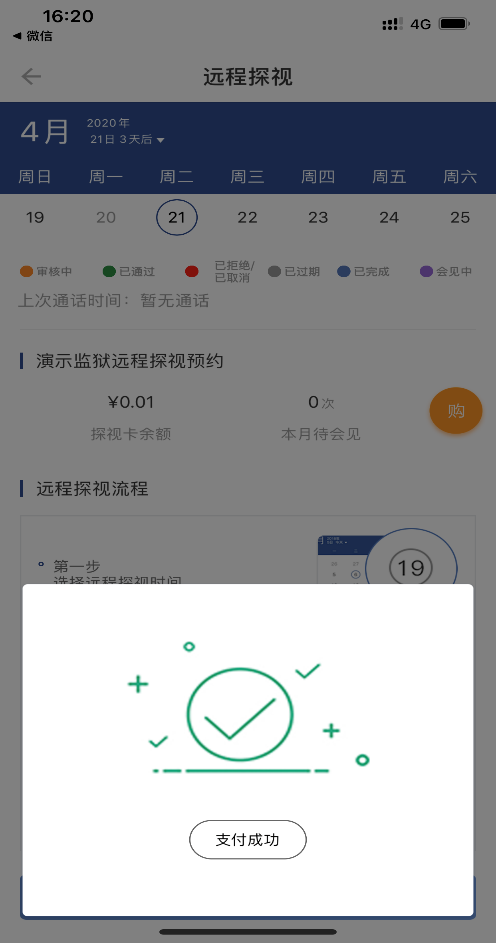 16:20
4G
◀ 微信
远程探视
4月
2020年
21日 3天后
周日 周一 周二 周三 周四 周五 周六
19 20 21 22 23 24 25
审核中 已通过 已拒绝/已取消 已过期 已完成 会见中
上次通话时间：暂无通话
演示监狱远程探视预约
¥0.01
0次
探视卡余额
本月待会见
购
远程探视流程
第一步
选择远程探视时间
19
支付成功